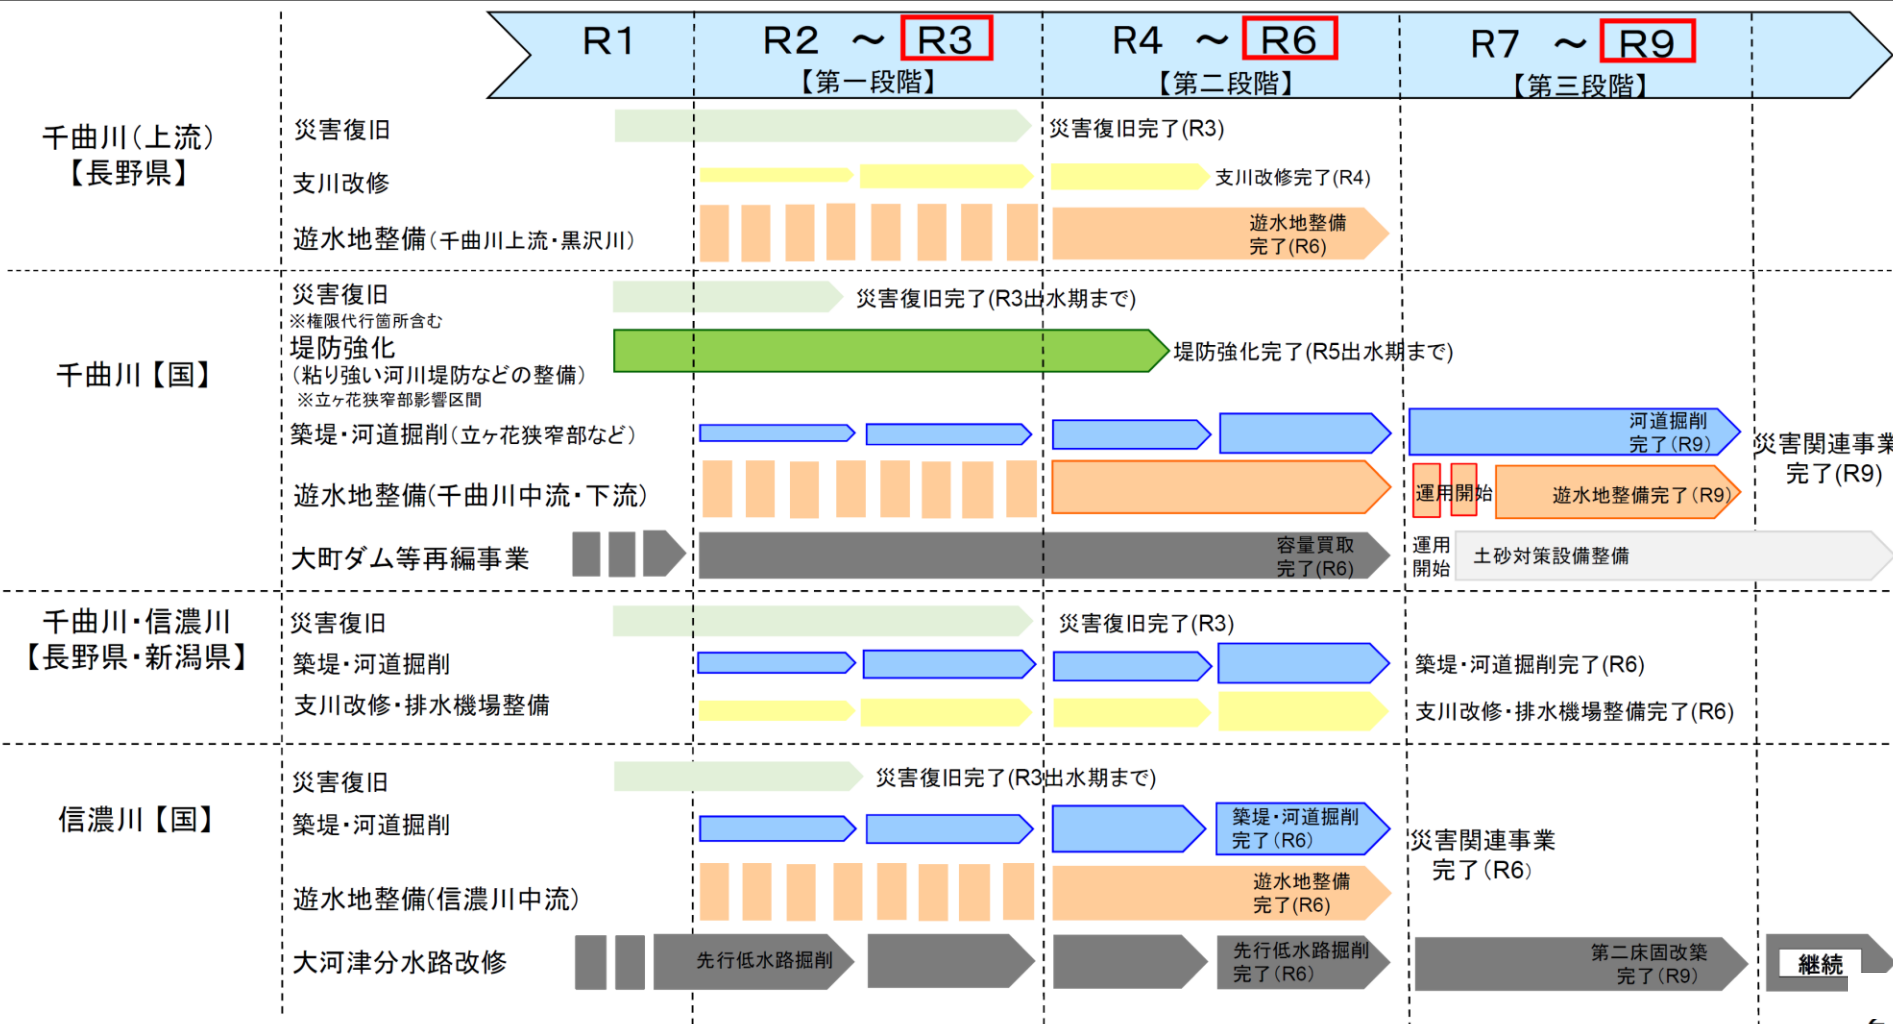 R1
R2 ～ R3
【第一段階】
R4 ～ R6
【第二段階】
R7 ～ R9
【第三段階】
千曲川（上流）
【長野県】
災害復旧
災害復旧完了(R3)
支川改修
支川改修完了(R4)
遊水地整備（千曲川上流・黒沢川）
遊水地整備
完了(R6)
千曲川【国】
災害復旧
※権限代行箇所含む
災害復旧完了(R3出水期まで)
堤防強化
(粘り強い河川堤防などの整備)
※立ヶ花狭窄部影響区間
堤防強化完了(R5出水期まで)
築堤・河道掘削（立ヶ花狭窄部など）
河道掘削
完了（R9）
遊水地整備(千曲川中流・下流)
運用開始
遊水地整備完了（R9）
災害関連事業
完了(R9)
大町ダム等再編事業
容量買取
完了(R6)
運用
開始
土砂対策設備整備
千曲川・信濃川
【長野県・新潟県】
災害復旧
災害復旧完了(R3)
築堤・河道掘削
築堤・河道掘削完了(R6)
支川改修・排水機場整備
支川改修・排水機場整備完了(R6)
信濃川【国】
災害復旧
災害復旧完了(R3出水期まで)
築堤・河道掘削
築堤・河道掘削
完了（R6）
災害関連事業
完了（R6）
遊水地整備(信濃川中流)
遊水地整備
完了(R6)
大河津分水路改修
先行低水路掘削
先行低水路掘削
完了（R6）
第二床固改築
完了（R9）
継続